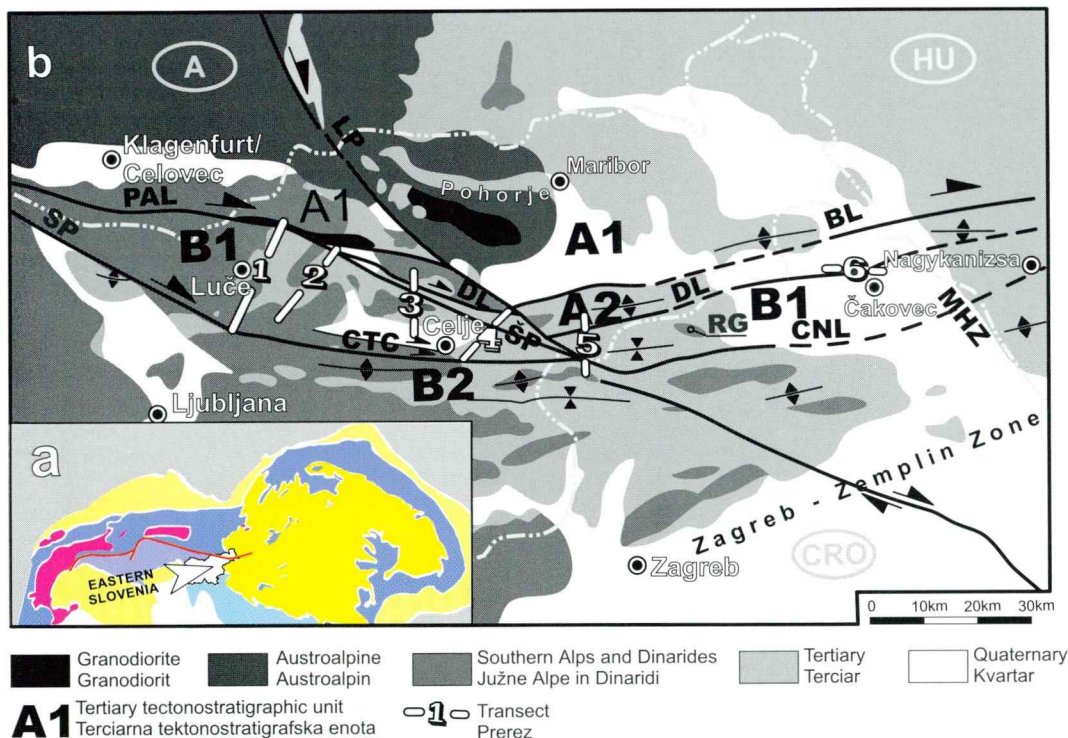 b
A
HU
LP
Klagenfurt/
Celovec
Maribor
Pohorje
PAL
A1
A1
BL
SP
B1
1
2
Luče
3
DL
A2
DL
6
Nagykanizsa
B1
Čakovec
MHZ
Celje
4
ŠP
5
RG
CNL
CTC
B2
Ljubljana
Zagreb - Zemplin Zone
a
EASTERN
SLOVENIA
CRO
Zagreb
0 10km 20km 30km
Granodiorite
Granodiorit
Austroalpine
Austroalpin
Southern Alps and Dinarides
Južne Alpe in Dinaridi
Tertiary
Terciar
Quaternary
Kvartar
A1 Tertiary tectonostratigraphic unit
Terciarna tektonostratigrafska enota
1 Transect
Prerez